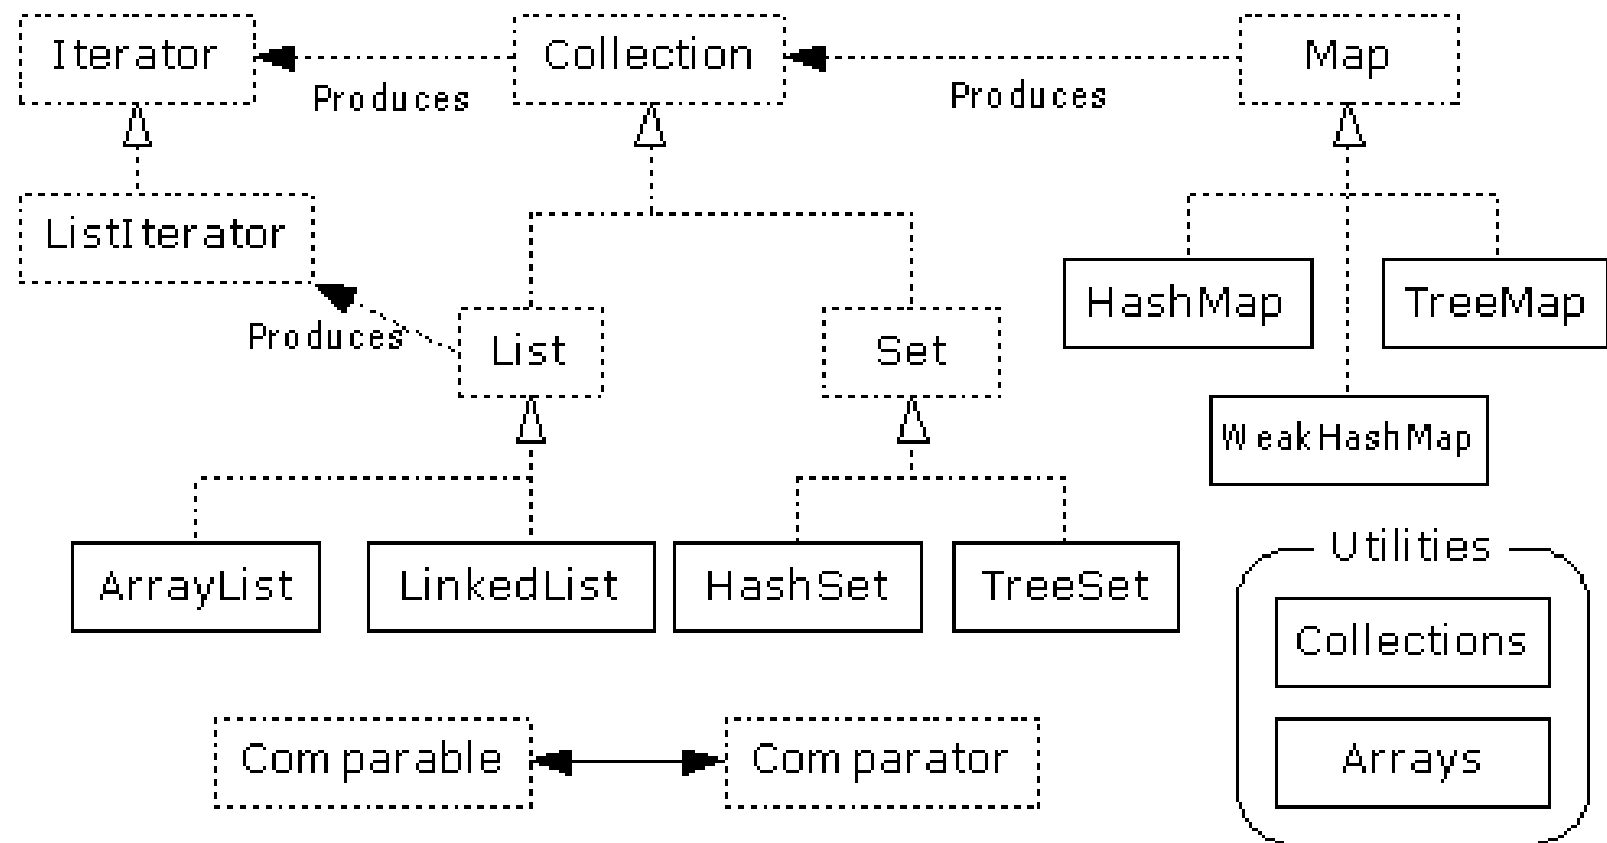 Iterator
Collection
Map
Produces
Produces
ListIterator
HashMap
TreeMap
Produces
List
Set
WeakHashMap
Utilities
ArrayList
LinkedList
HashSet
TreeSet
Collections
Comparable
Comparator
Arrays